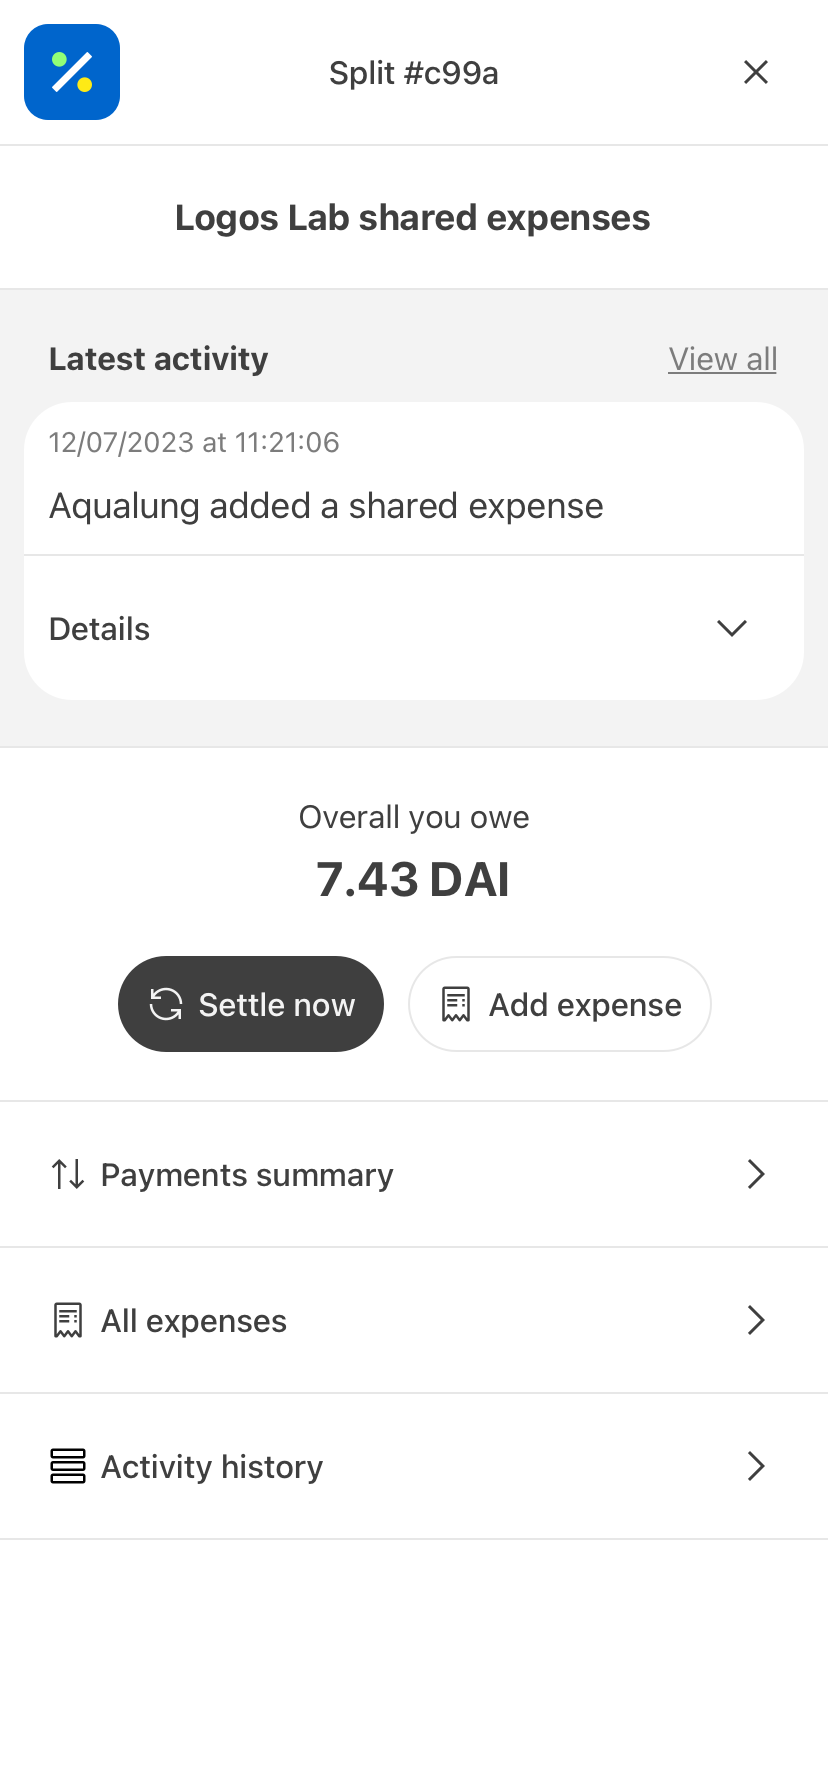 Split #c99a
Logos Lab shared expenses
Latest activity
View all
12/07/2023 at 11:21:06
Aqualung added a shared expense
Details
Overall you owe
7.43 DAI
Settle now
Add expense
Payments summary
All expenses
Activity history